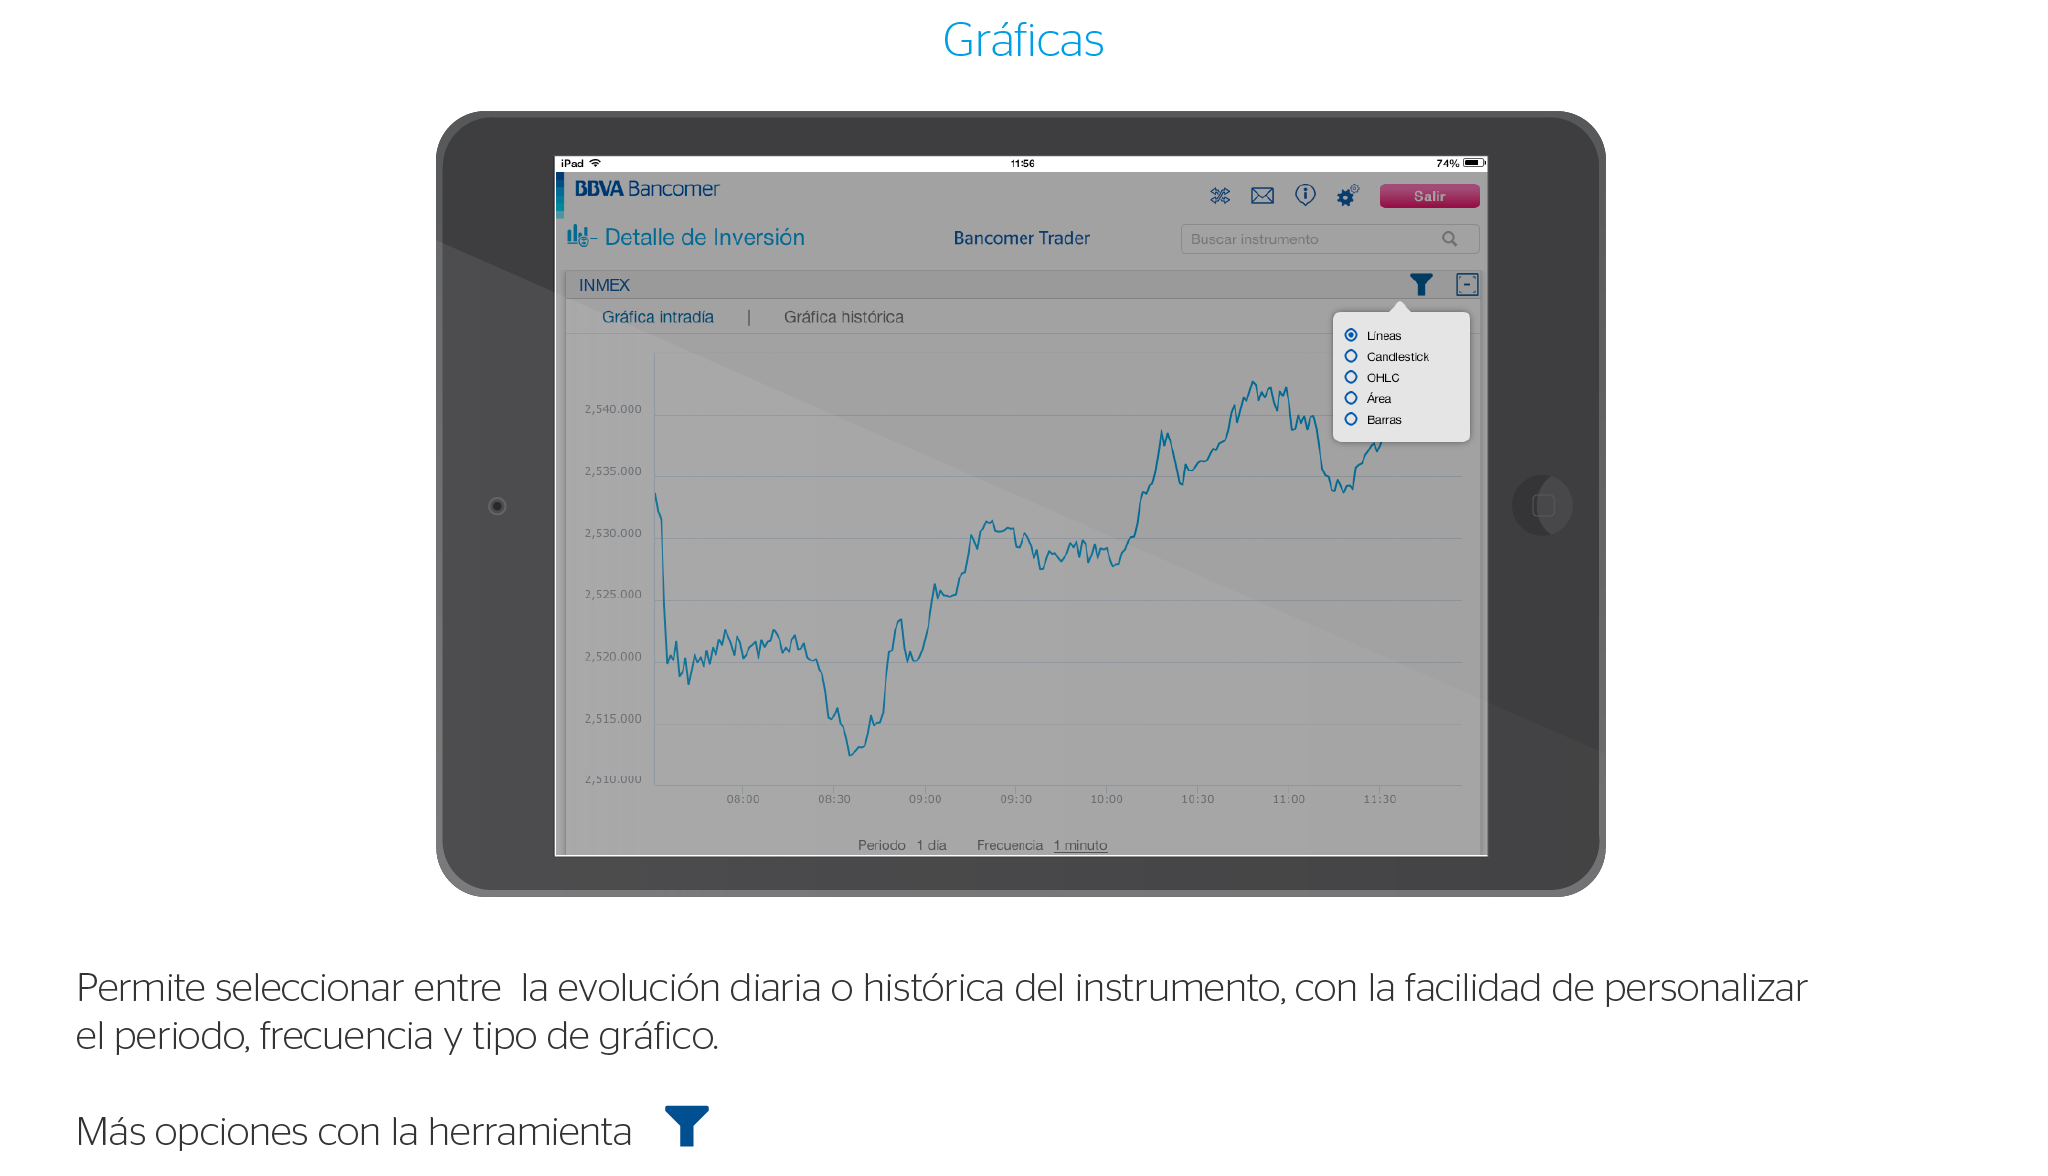 Gráficas
iPad 11:56 74%
BBVA Bancomer
Salir
Detalle de Inversión Bancomer Trader Buscar instrumento
INMEX
Gráfica intradía | Gráfica histórica
Líneas
Candlestick
OHLC
Área
Barras
2,540.000
2,535.000
2,530.000
2,525.000
2,520.000
2,515.000
2,510.000
08:00 08:30 09:00 09:30 10:00 10:30 11:00 11:30
Periodo 1 día Frecuencia 1 minuto
Permite seleccionar entre la evolución diaria o histórica del instrumento, con la facilidad de personalizar
el periodo, frecuencia y tipo de gráfico.
Más opciones con la herramienta